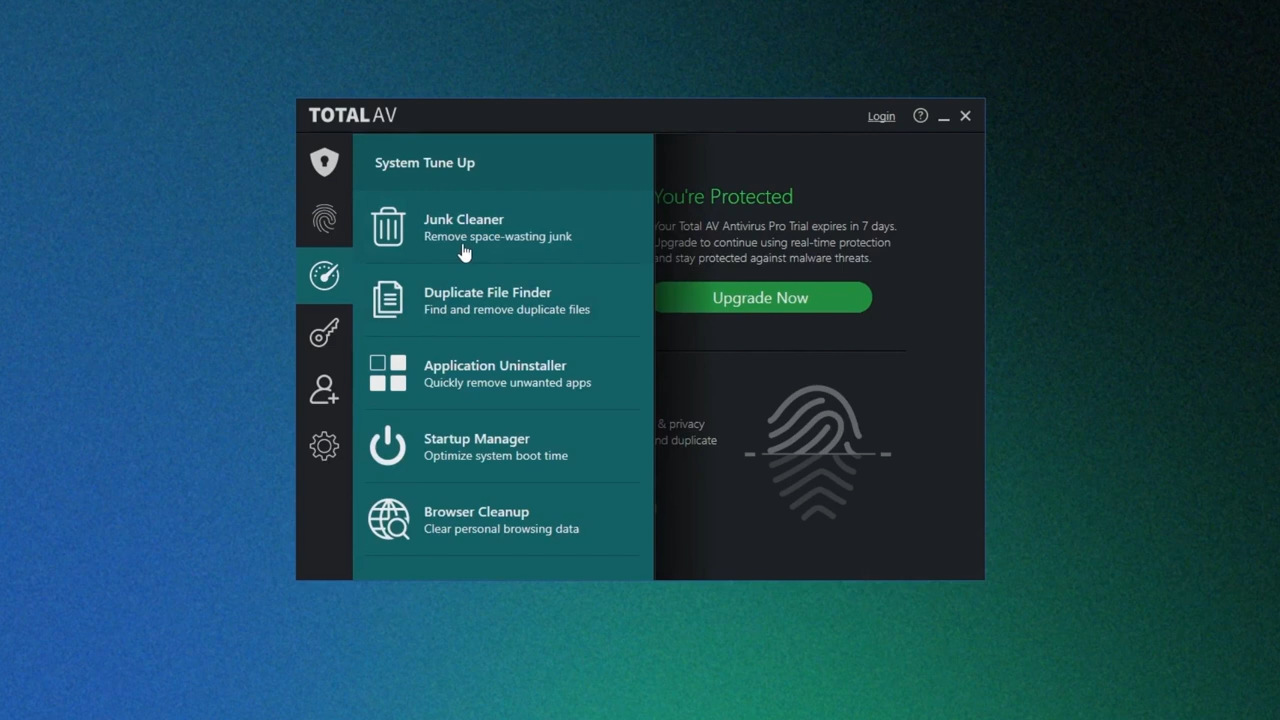 TOTAL AV
Login
System Tune Up
Junk Cleaner
Remove space-wasting junk
Duplicate File Finder
Find and remove duplicate files
Application Uninstaller
Quickly remove unwanted apps
Startup Manager
Optimize system boot time
Browser Cleanup
Clear personal browsing data
You're Protected
Your Total AV Antivirus Pro Trial expires in 7 days.
Upgrade to continue using real-time protection
and stay protected against malware threats.
Upgrade Now
& privacy
nd duplicate